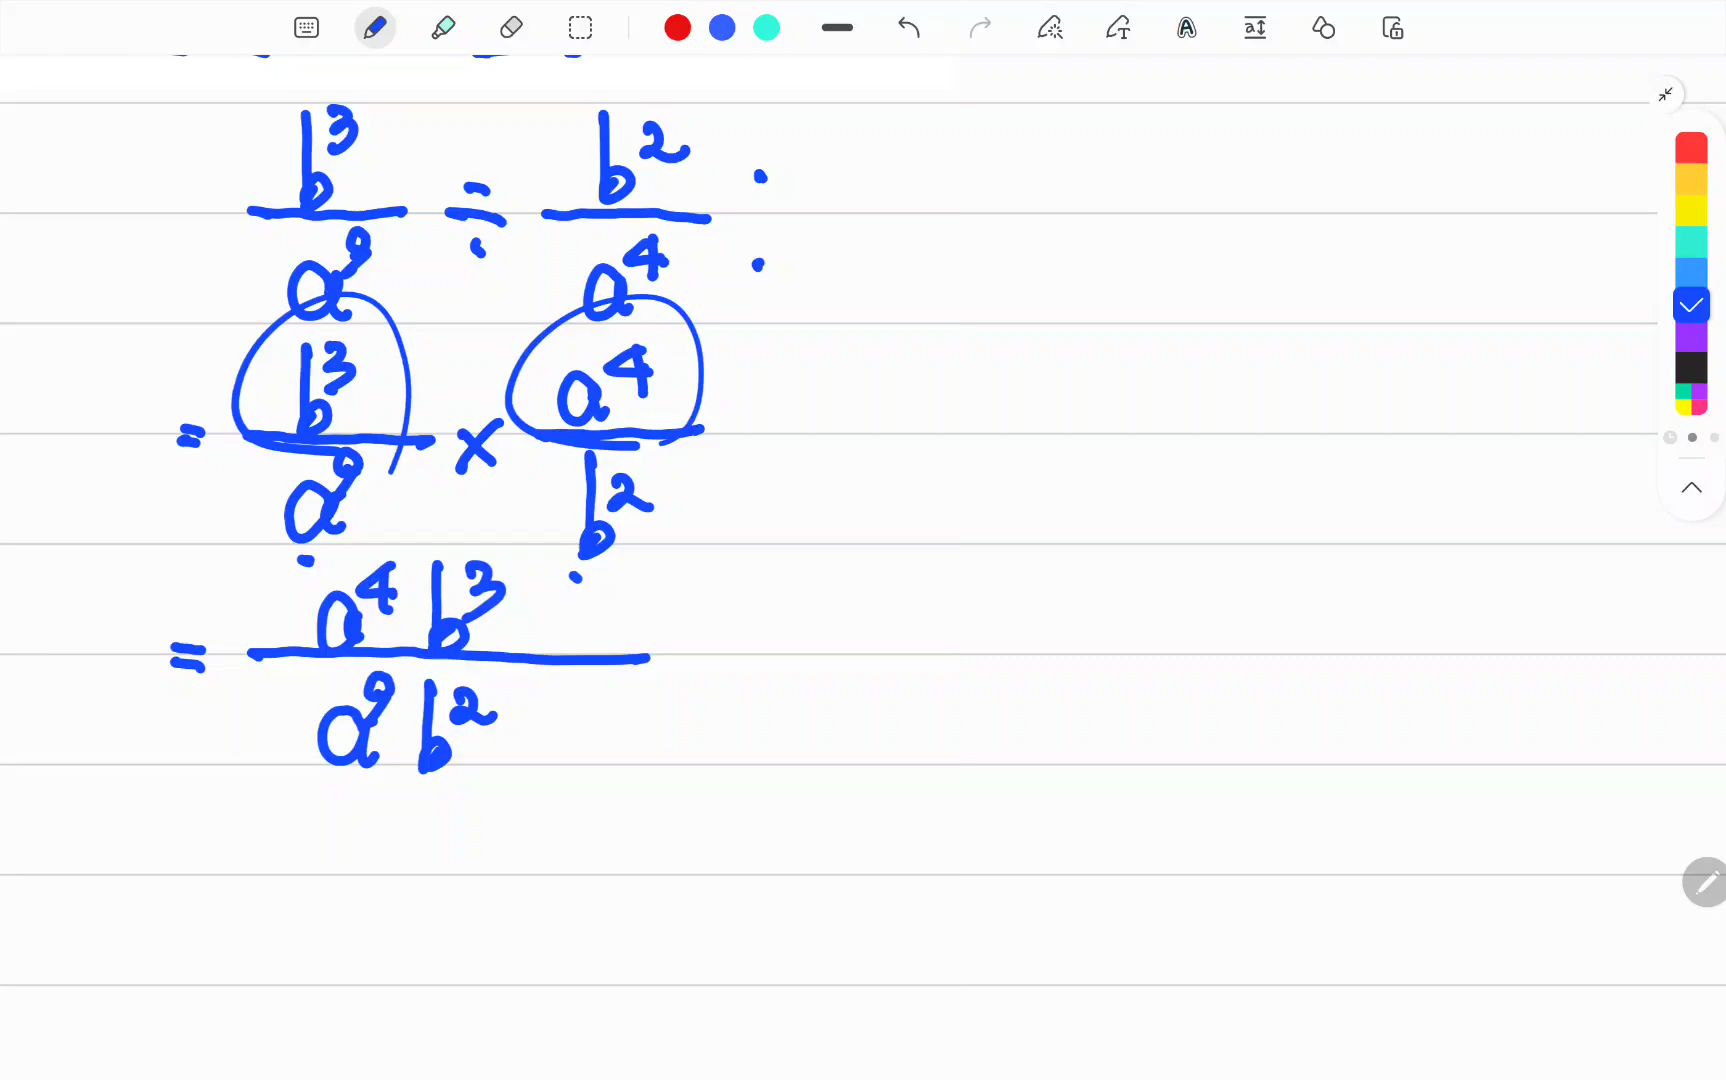 b³/a⁹ ÷ b²/a⁴ :
= b³/a⁹ × a⁴/b²
= a⁴b³/a⁹b²